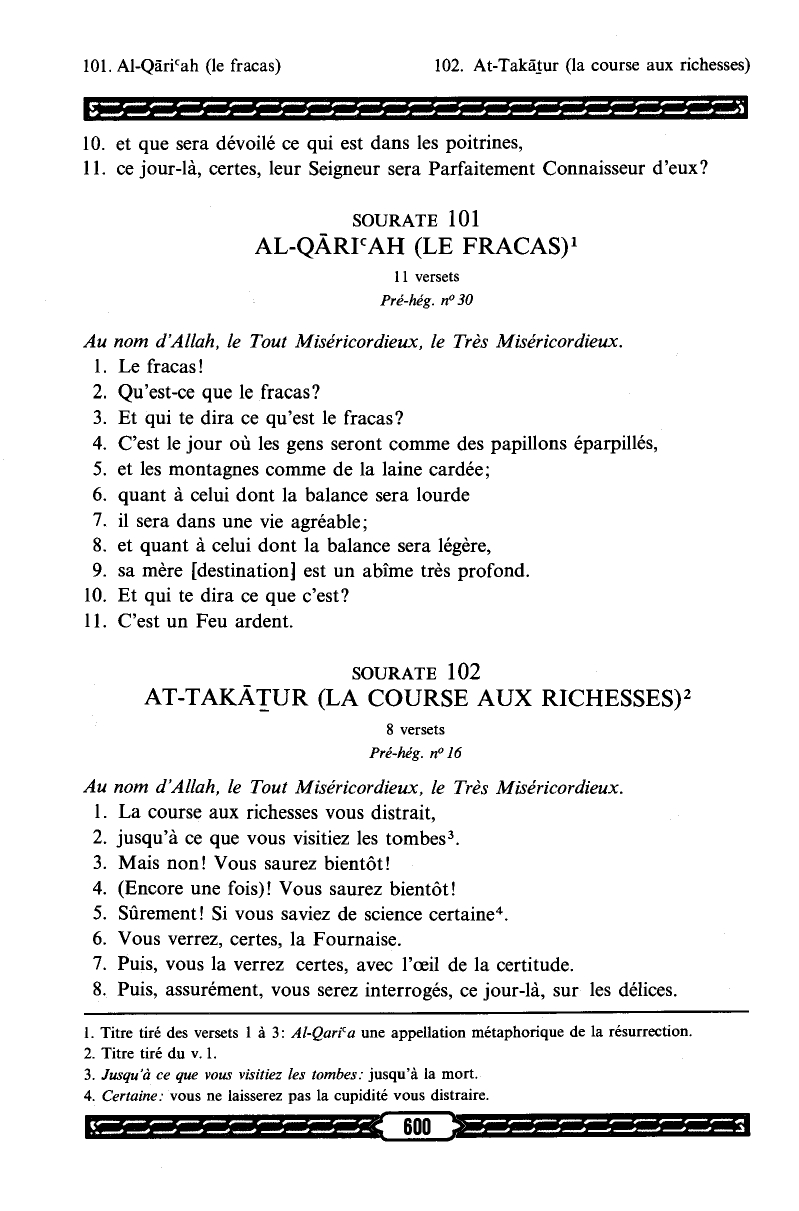 101. Al-Qāriᶜah (le fracas) 102. At-Takāṯur (la course aux richesses)
10. et que sera dévoilé ce qui est dans les poitrines,
11. ce jour-là, certes, leur Seigneur sera Parfaitement Connaisseur d'eux?
SOURATE 101
AL-QĀRIᶜAH (LE FRACAS)¹
11 versets
Pré-hég. nº 30
Au nom d'Allah, le Tout Miséricordieux, le Très Miséricordieux.
1. Le fracas!
2. Qu'est-ce que le fracas?
3. Et qui te dira ce qu'est le fracas?
4. C'est le jour où les gens seront comme des papillons éparpillés,
5. et les montagnes comme de la laine cardée;
6. quant à celui dont la balance sera lourde
7. il sera dans une vie agréable;
8. et quant à celui dont la balance sera légère,
9. sa mère [destination] est un abîme très profond.
10. Et qui te dira ce que c'est?
11. C'est un Feu ardent.
SOURATE 102
AT-TAKĀṮUR (LA COURSE AUX RICHESSES)²
8 versets
Pré-hég. nº 16
Au nom d'Allah, le Tout Miséricordieux, le Très Miséricordieux.
1. La course aux richesses vous distrait,
2. jusqu'à ce que vous visitiez les tombes³.
3. Mais non! Vous saurez bientôt!
4. (Encore une fois)! Vous saurez bientôt!
5. Sûrement! Si vous saviez de science certaine⁴.
6. Vous verrez, certes, la Fournaise.
7. Puis, vous la verrez certes, avec l'œil de la certitude.
8. Puis, assurément, vous serez interrogés, ce jour-là, sur les délices.
1. Titre tiré des versets 1 à 3: Al-Qariᶜa une appellation métaphorique de la résurrection.
2. Titre tiré du v. 1.
3. Jusqu'à ce que vous visitiez les tombes: jusqu'à la mort.
4. Certaine: vous ne laisserez pas la cupidité vous distraire.
600